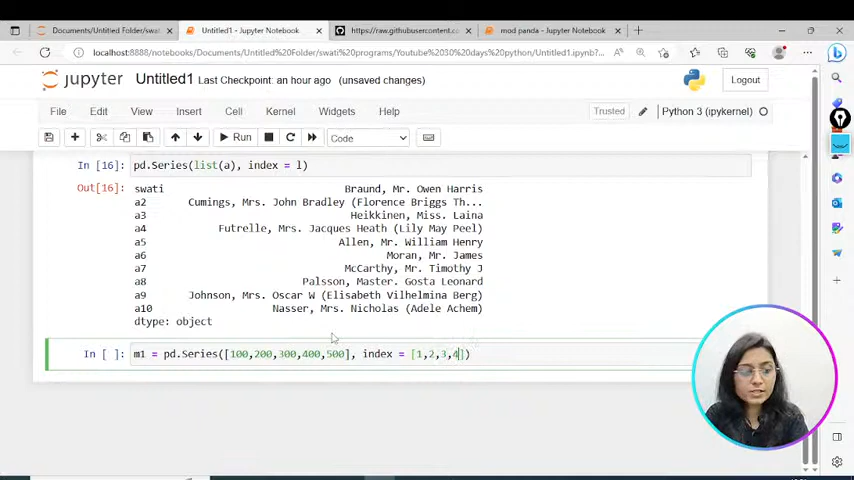 Documents/Untitled Folder/swati
Untitled1 - Jupyter Notebook
https://raw.githubusercontent.co
mod panda - Jupyter Notebook
localhost:8888/notebooks/Documents/Untitled%20Folder/swati%20programs/Youtube%2030%20days%20python/Untitled1.ipynb?...
jupyter Untitled1 Last Checkpoint: an hour ago (unsaved changes)
Logout
File Edit View Insert Cell Kernel Widgets Help
Trusted
Python 3 (ipykernel)
Run
Code
In [16]: pd.Series(list(a), index = l)
Out[16]: swati Braund, Mr. Owen Harris
a2 Cumings, Mrs. John Bradley (Florence Briggs Th...
a3 Heikkinen, Miss. Laina
a4 Futrelle, Mrs. Jacques Heath (Lily May Peel)
a5 Allen, Mr. William Henry
a6 Moran, Mr. James
a7 McCarthy, Mr. Timothy J
a8 Palsson, Master. Gosta Leonard
a9 Johnson, Mrs. Oscar W (Elisabeth Vilhelmina Berg)
a10 Nasser, Mrs. Nicholas (Adele Achem)
dtype: object
In [ ]: m1 = pd.Series([100,200,300,400,500], index = [1,2,3,4])